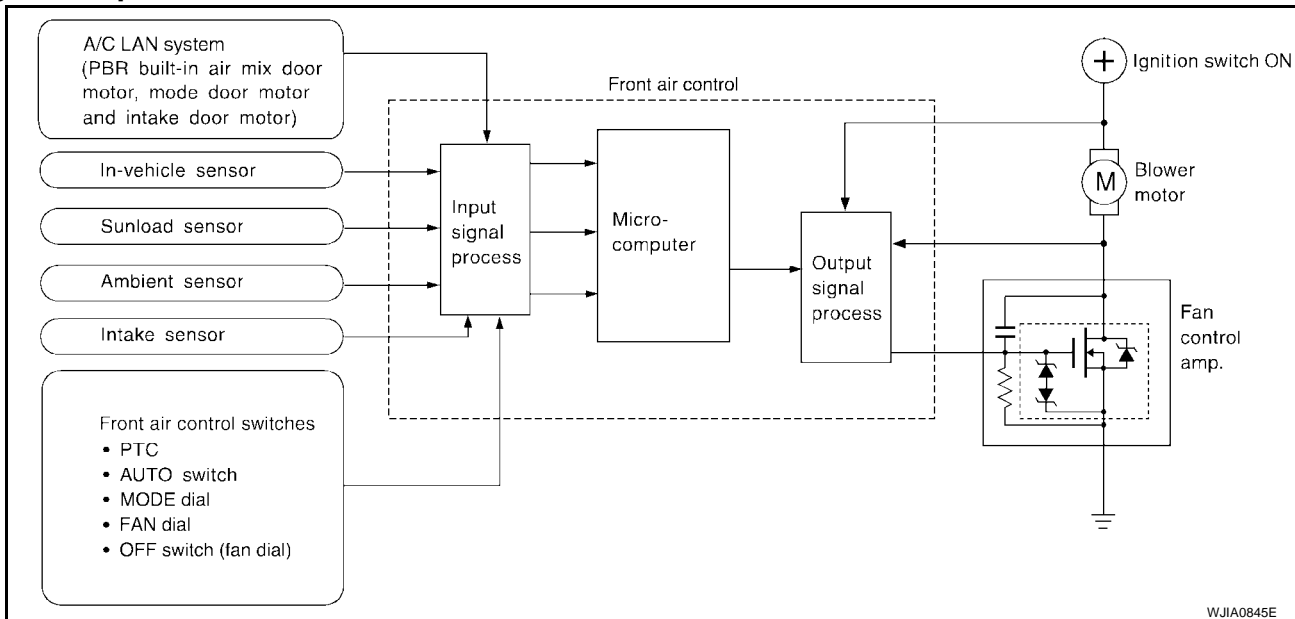 A/C LAN system
(PBR built-in air mix door
motor, mode door motor
and intake door motor)
In-vehicle sensor
Sunload sensor
Ambient sensor
Intake sensor
Front air control switches
• PTC
• AUTO switch
• MODE dial
• FAN dial
• OFF switch (fan dial)
Front air control
Input
signal
process
Micro-
computer
Output
signal
process
+
Ignition switch ON
M
Blower
motor
Fan
control
amp.
WJIA0845E